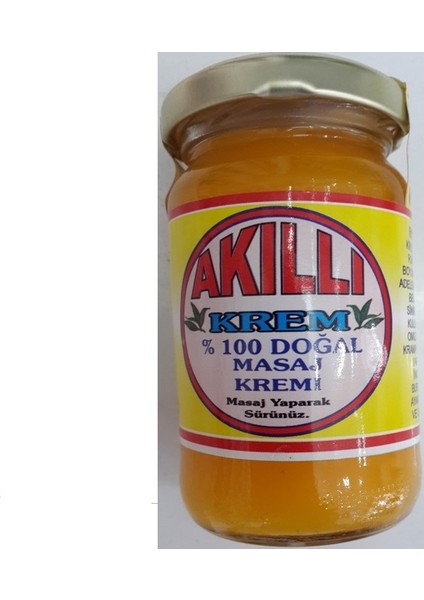 AKILLI
KREM
% 100 DOĞAL
MASAJ
KREMİ
Masaj Yaparak
Sürünüz.